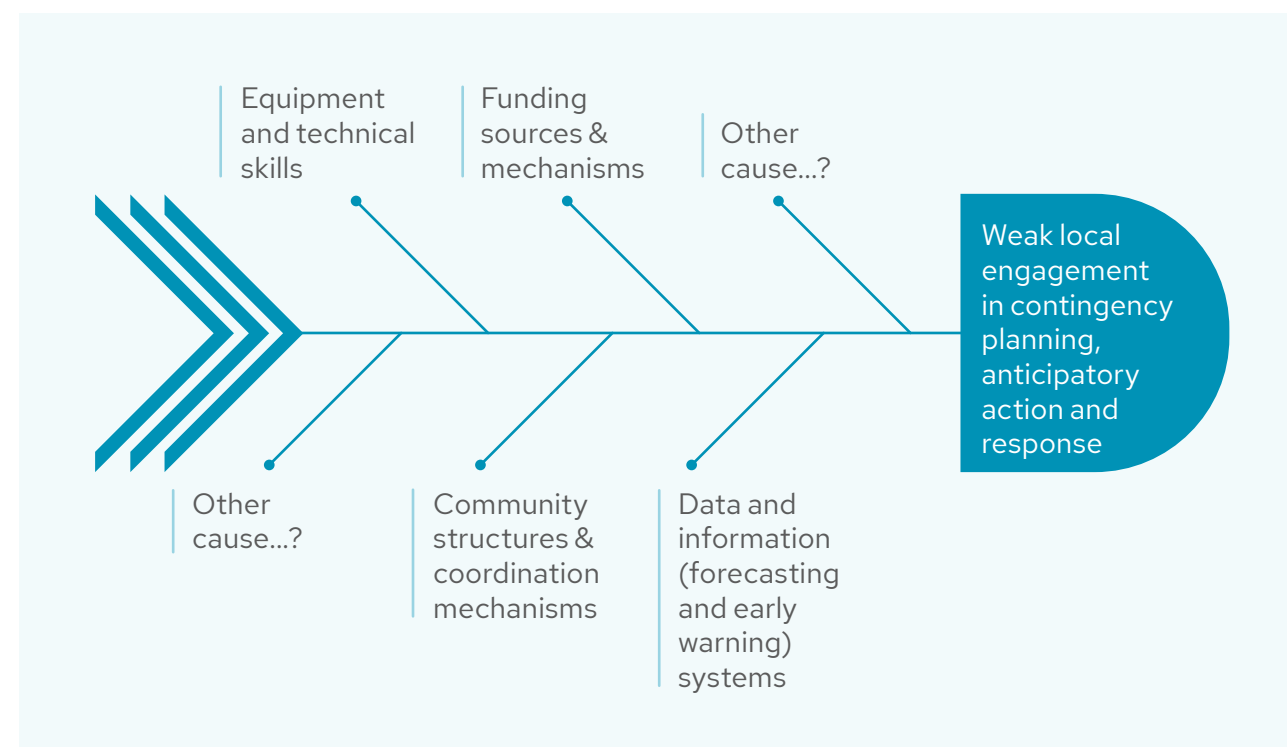 Equipment
and technical
skills
Funding
sources &
mechanisms
Other
cause...?
Weak local
engagement
in contingency
planning,
anticipatory
action and
response
Other
cause...?
Community
structures &
coordination
mechanisms
Data and
information
(forecasting
and early
warning)
systems